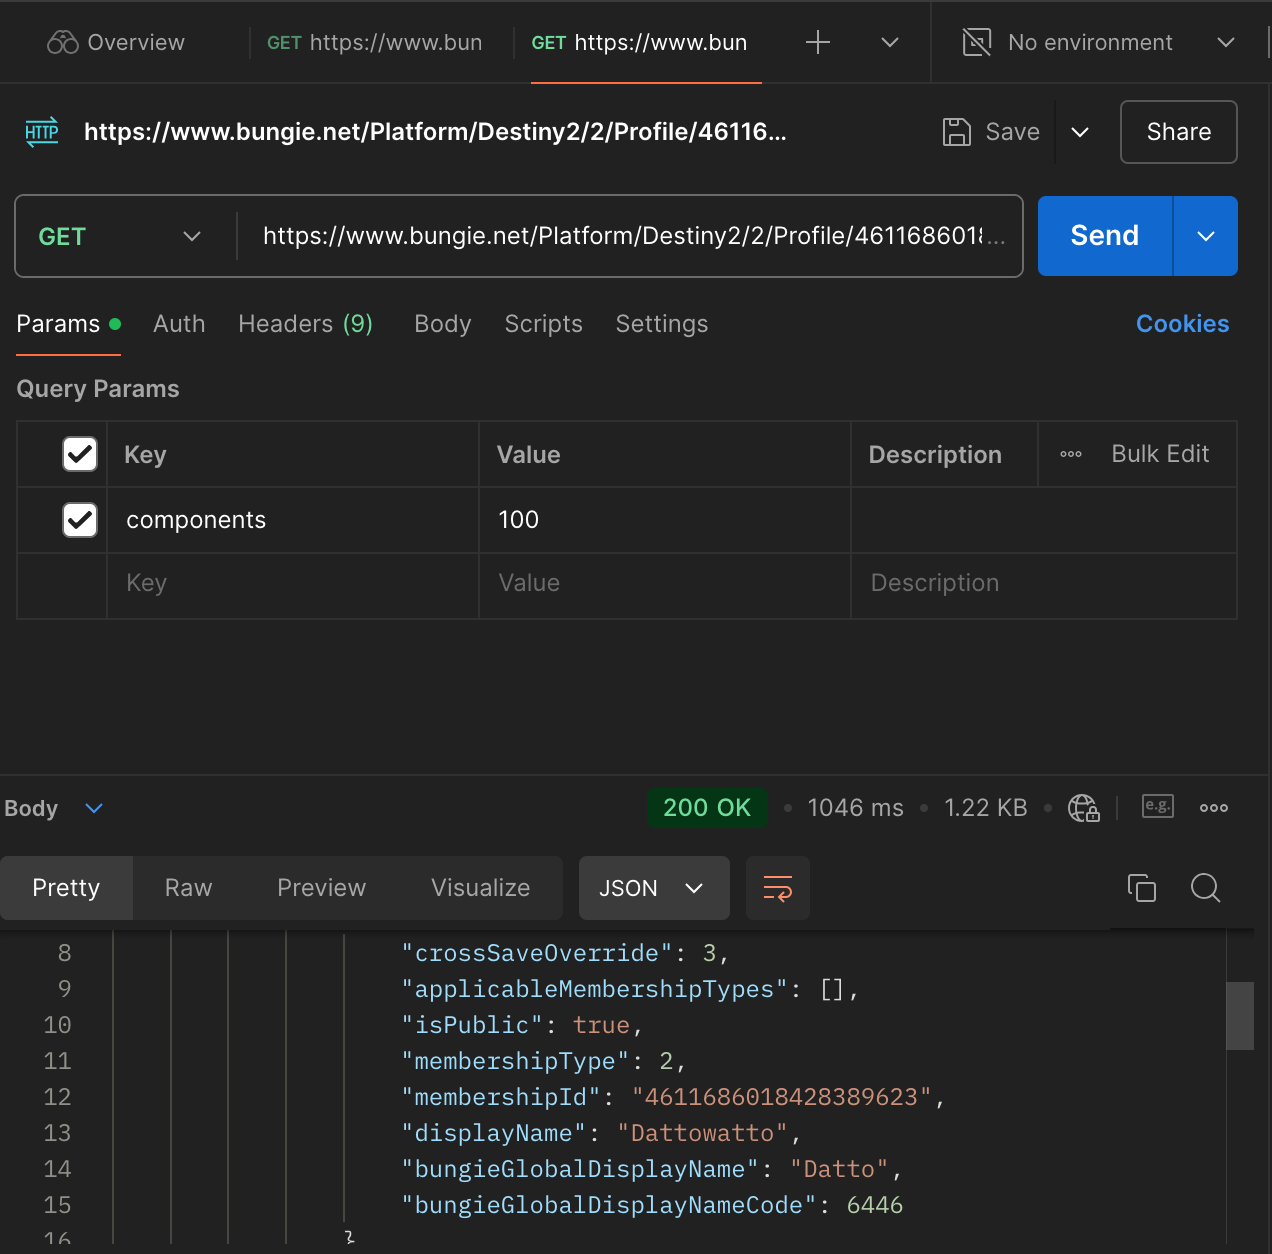 Overview GET https://www.bun GET https://www.bun No environment
HTTP https://www.bungie.net/Platform/Destiny2/2/Profile/46116... Save Share
GET https://www.bungie.net/Platform/Destiny2/2/Profile/461168601... Send
Params Auth Headers (9) Body Scripts Settings Cookies
Query Params
Key Value Description Bulk Edit
components 100
Key Value Description
Body 200 OK • 1046 ms • 1.22 KB • e.g.
Pretty Raw Preview Visualize JSON
8 "crossSaveOverride": 3,
9 "applicableMembershipTypes": [],
10 "isPublic": true,
11 "membershipType": 2,
12 "membershipId": "4611686018428389623",
13 "displayName": "Dattowatto",
14 "bungieGlobalDisplayName": "Datto",
15 "bungieGlobalDisplayNameCode": 6446
16 }